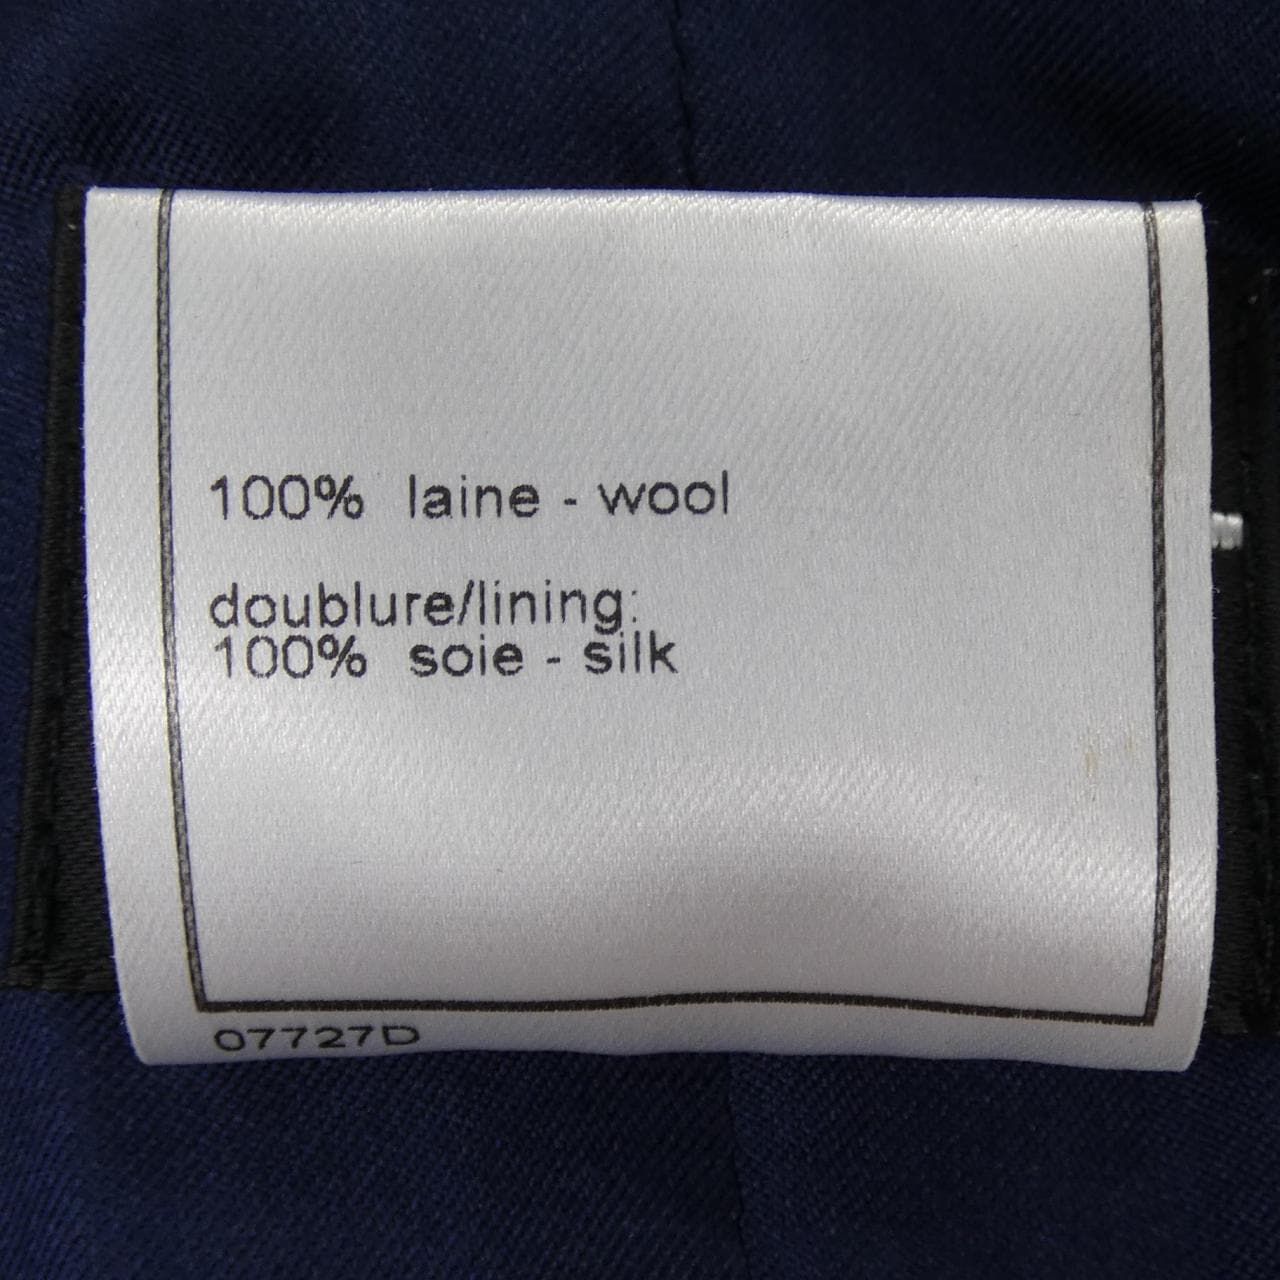 100% laine - wool
doublure/lining:
100% soie - silk
07727D